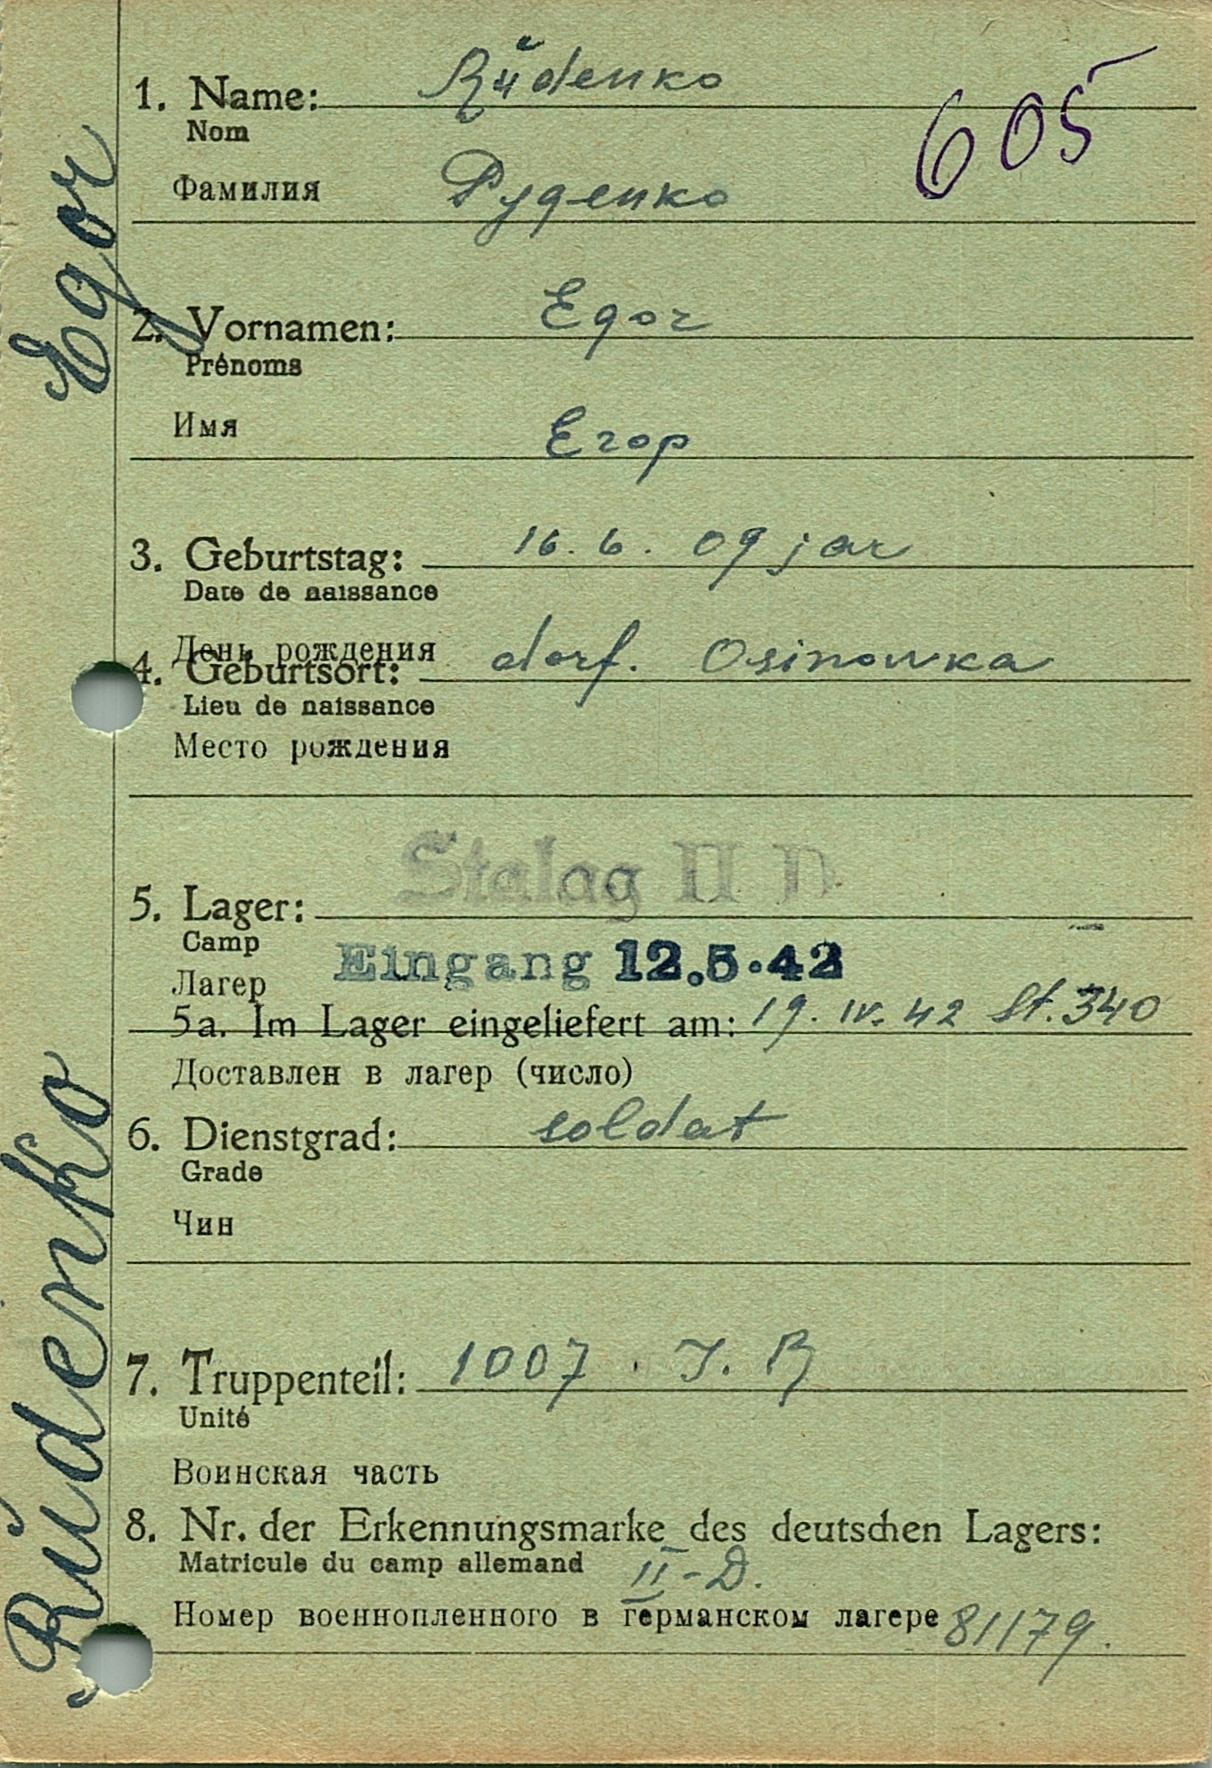 1. Name: Rŭdenko
Nom
605
Фамилия Руденко
2. Vornamen: Egor
Prénoms
Имя Егор
3. Geburtstag: 16. 6. 09 jar
Date de naissance
День рождения
4. Geburtsort: dorf. Osinowka
Lieu de naissance
Место рождения
Stalag II D
5. Lager:
Camp
Eingang 12.5.42
Лагер
5a. Im Lager eingeliefert am: 19. IV. 42 St. 340
Доставлен в лагер (число)
6. Dienstgrad: soldat
Grade
Чин
7. Truppenteil: 1007. J. R
Unité
Воинская часть
8. Nr. der Erkennungsmarke des deutschen Lagers:
Matricule du camp allemand II-D.
Номер военнопленного в германском лагере 81179.
Rŭdenko Egor